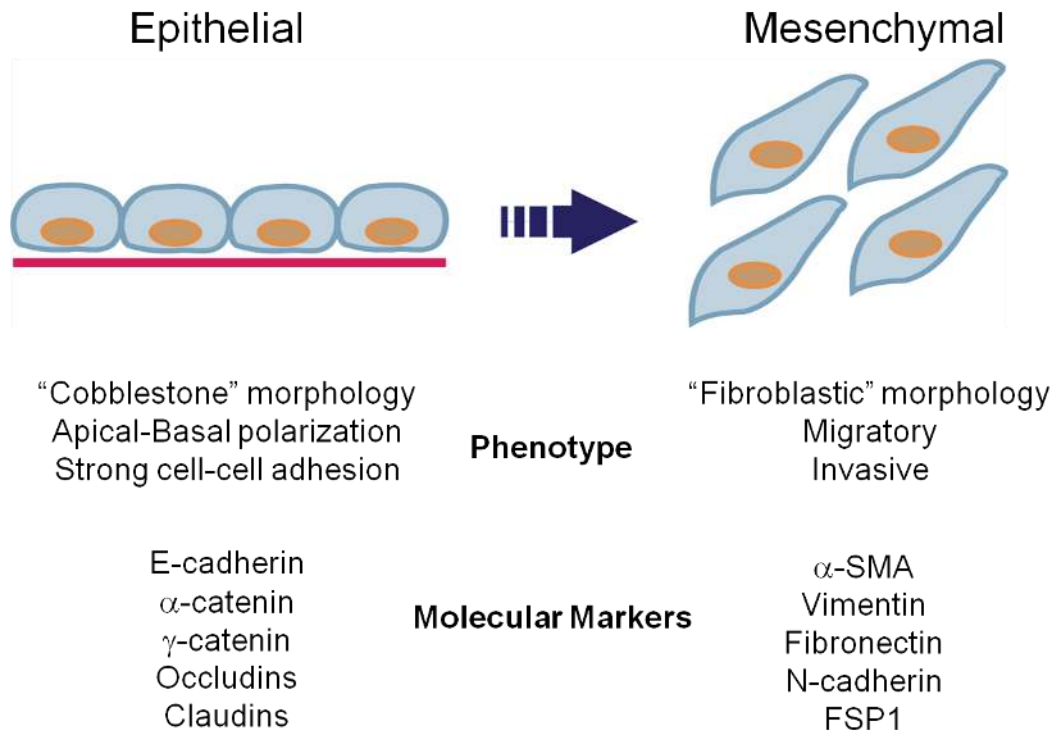 Epithelial
Mesenchymal
“Cobblestone” morphology
Apical-Basal polarization
Strong cell-cell adhesion
Phenotype
“Fibroblastic” morphology
Migratory
Invasive
E-cadherin
α-catenin
γ-catenin
Occludins
Claudins
Molecular Markers
α-SMA
Vimentin
Fibronectin
N-cadherin
FSP1